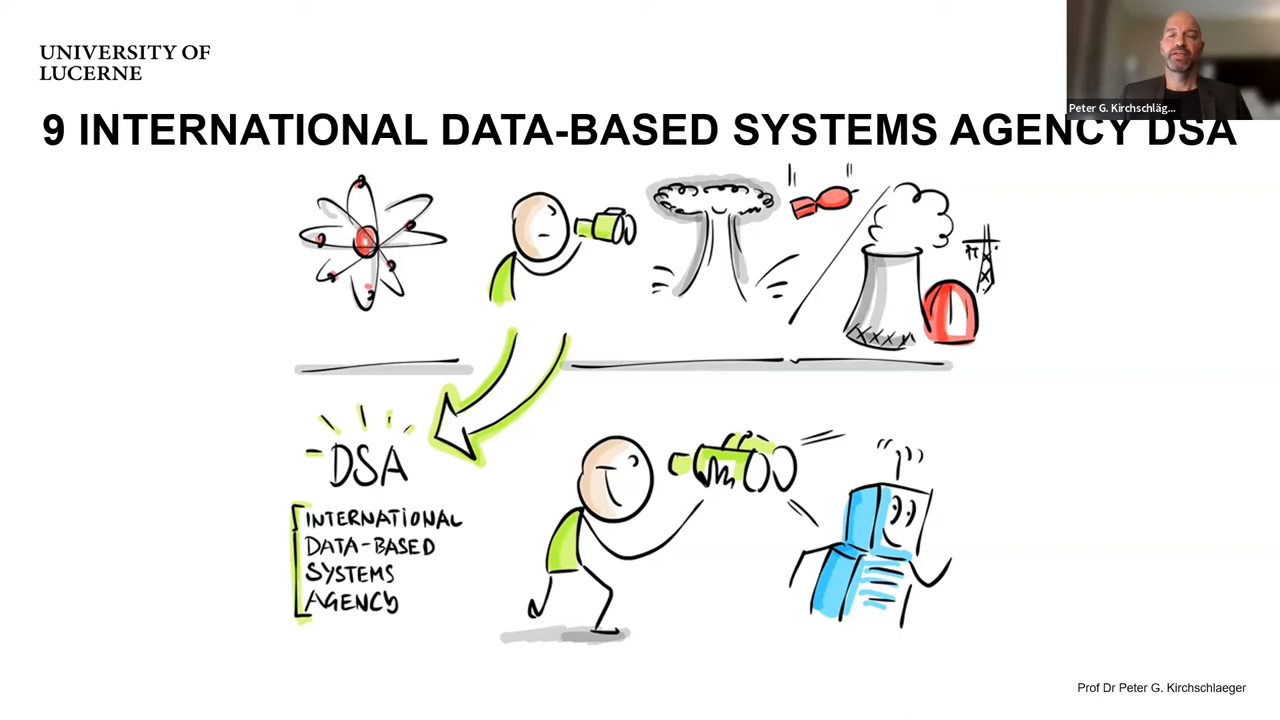 UNIVERSITY OF
LUCERNE
Peter G. Kirchschläg...
9 INTERNATIONAL DATA-BASED SYSTEMS AGENCY DSA
DSA
INTERNATIONAL
DATA-BASED
SYSTEMS
AGENCY
Prof Dr Peter G. Kirchschlaeger